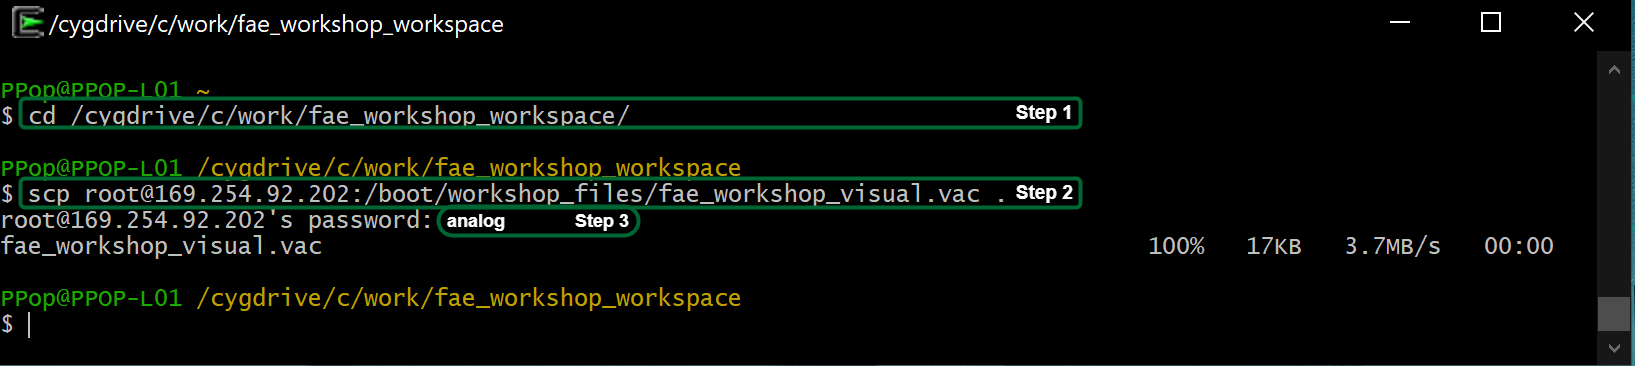 /cygdrive/c/work/fae_workshop_workspace
PPop@PPOP-L01 ~
$ cd /cygdrive/c/work/fae_workshop_workspace/ Step 1
PPop@PPOP-L01 /cygdrive/c/work/fae_workshop_workspace
$ scp root@169.254.92.202:/boot/workshop_files/fae_workshop_visual.vac . Step 2
root@169.254.92.202's password: analog Step 3
fae_workshop_visual.vac 100% 17KB 3.7MB/s 00:00
PPop@PPOP-L01 /cygdrive/c/work/fae_workshop_workspace
$